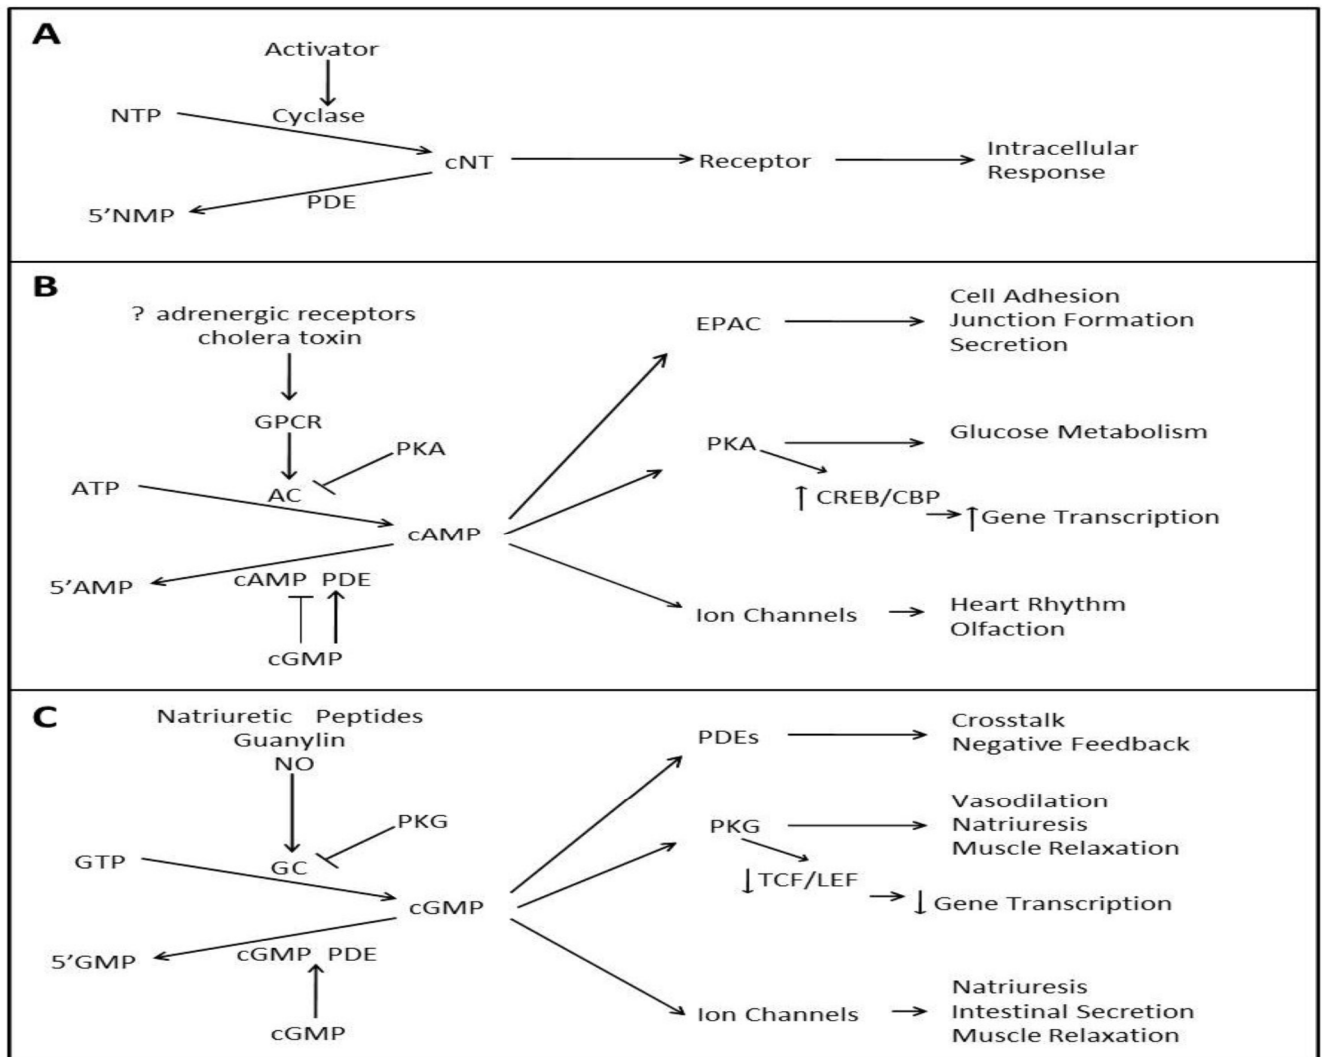 A
Activator
NTP
Cyclase
cNT
Receptor
Intracellular
Response
5'NMP
PDE
B
? adrenergic receptors
cholera toxin
GPCR
PKA
ATP
AC
cAMP
5'AMP
cAMP PDE
cGMP
EPAC
Cell Adhesion
Junction Formation
Secretion
PKA
Glucose Metabolism
↑ CREB/CBP
↑Gene Transcription
Ion Channels
Heart Rhythm
Olfaction
C
Natriuretic Peptides
Guanylin
NO
PKG
GTP
GC
cGMP
5'GMP
cGMP PDE
cGMP
PDEs
Crosstalk
Negative Feedback
PKG
Vasodilation
Natriuresis
Muscle Relaxation
↓TCF/LEF
↓Gene Transcription
Ion Channels
Natriuresis
Intestinal Secretion
Muscle Relaxation